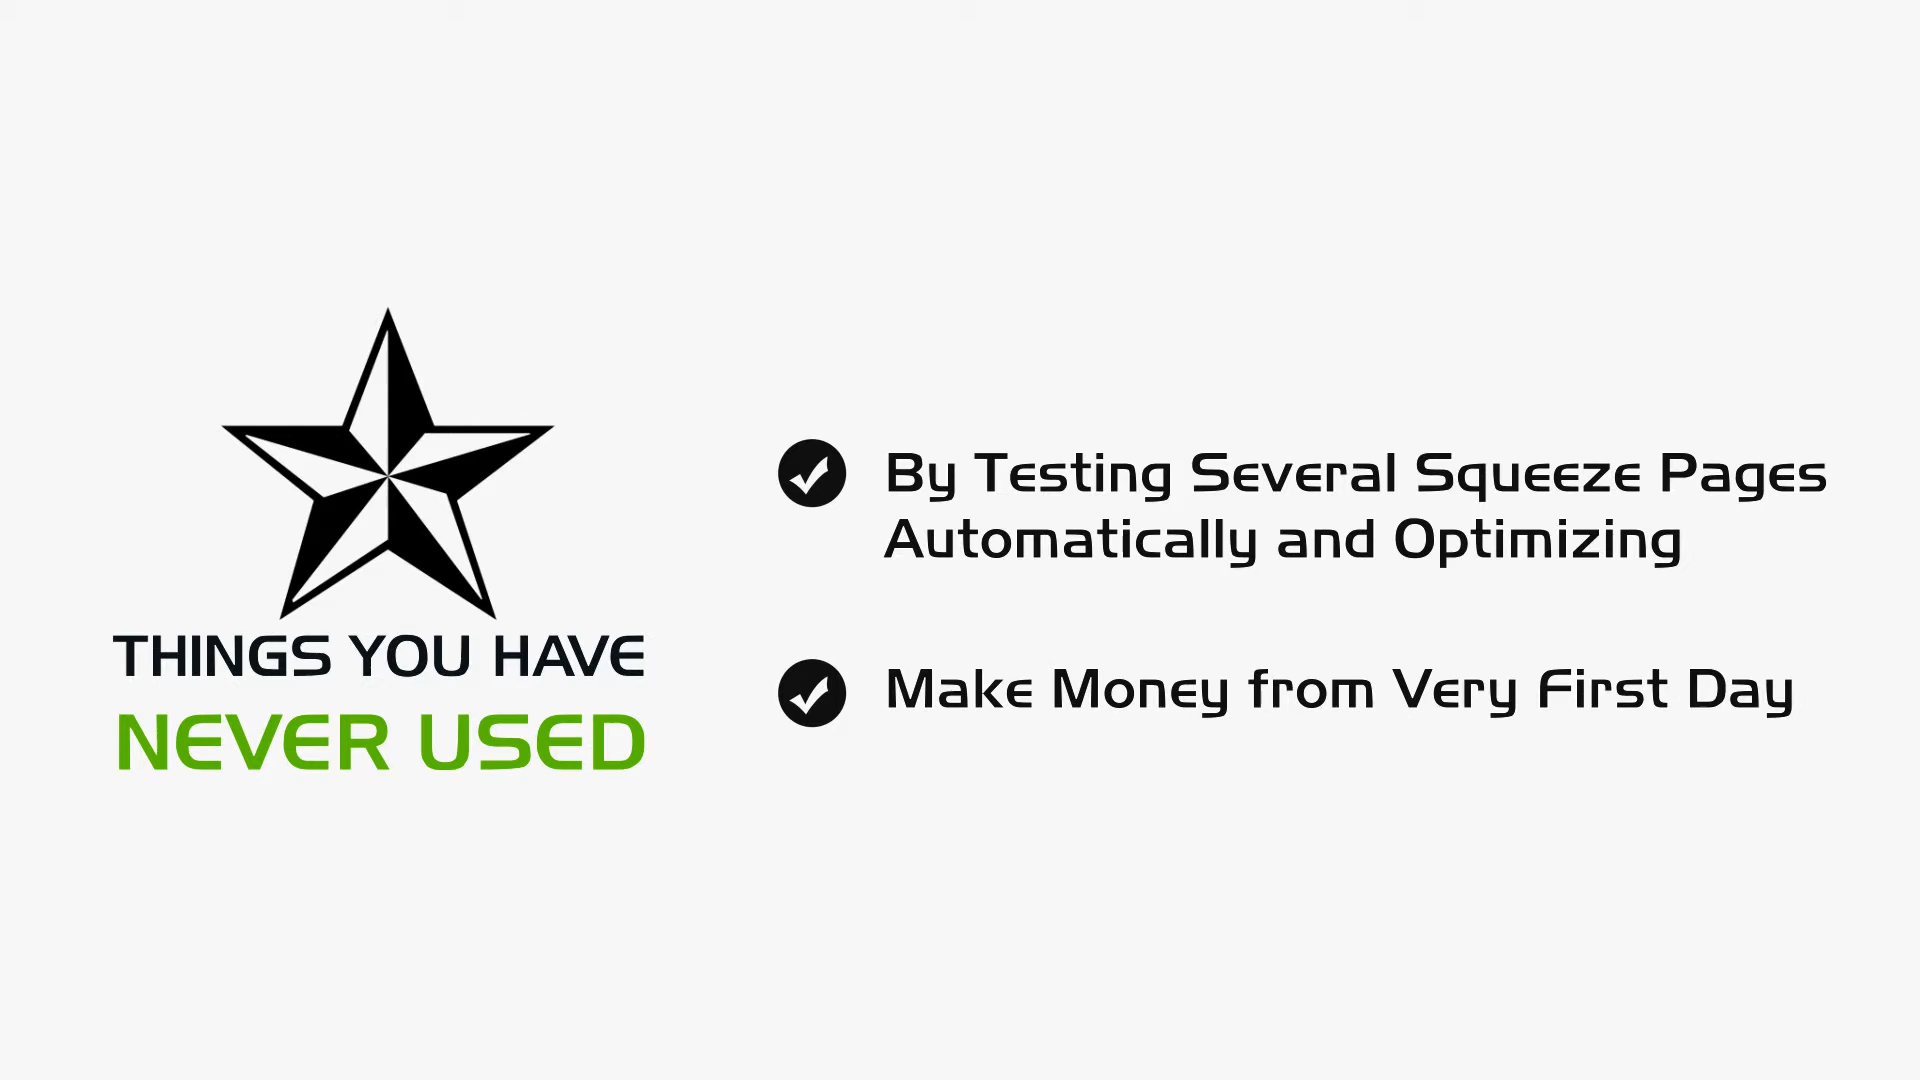 THINGS YOU HAVE
NEVER USED
By Testing Several Squeeze Pages
Automatically and Optimizing
Make Money from Very First Day